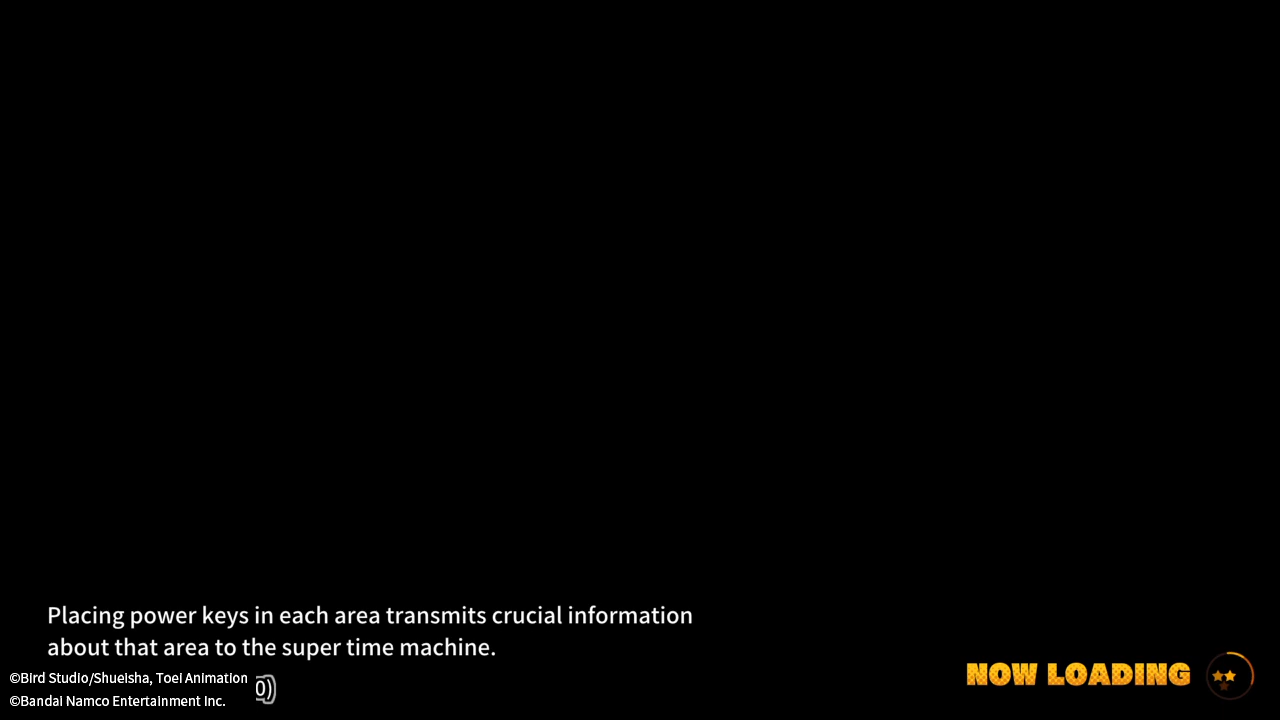 Placing power keys in each area transmits crucial information
about that area to the super time machine.
©Bird Studio/Shueisha, Toei Animation
©Bandai Namco Entertainment Inc.
NOW LOADING